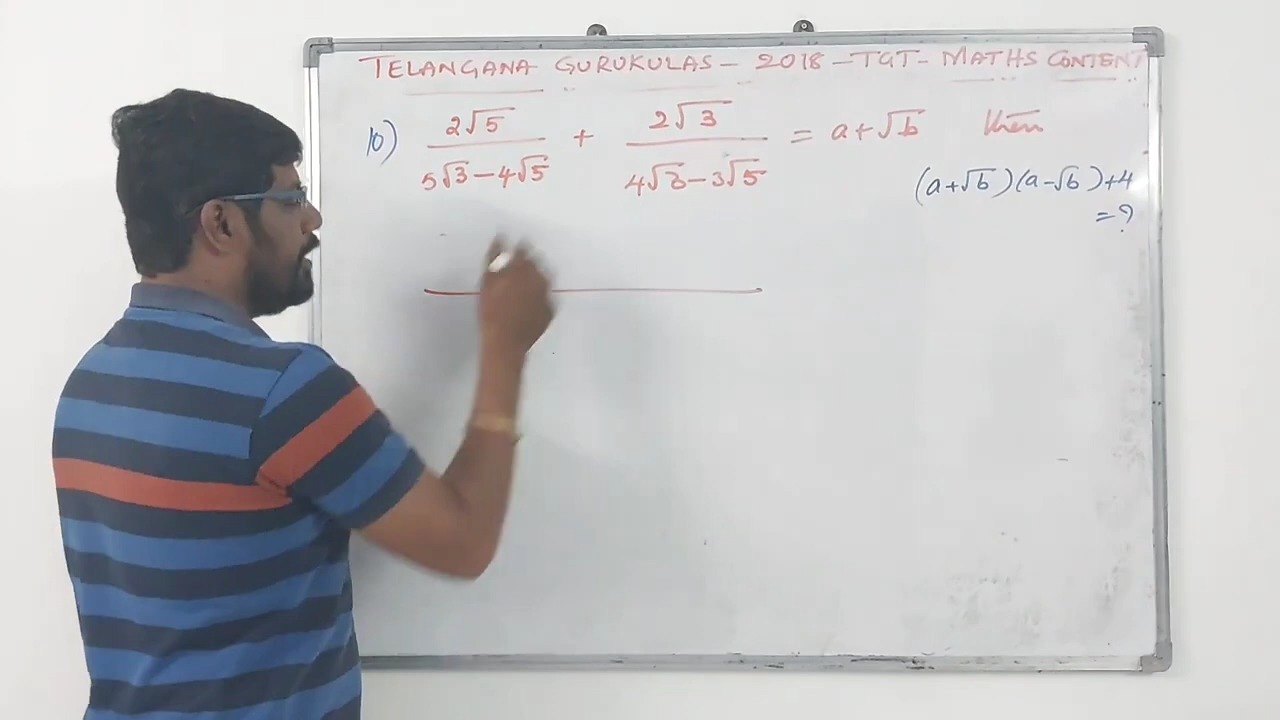 TELANGANA GURUKULAS - 2018 - TGT - MATHS CONTENT
10) 2√5 / 5√3-4√5 + 2√3 / 4√3-3√5 = a+√b then
(a+√b)(a-√b)+4
=?